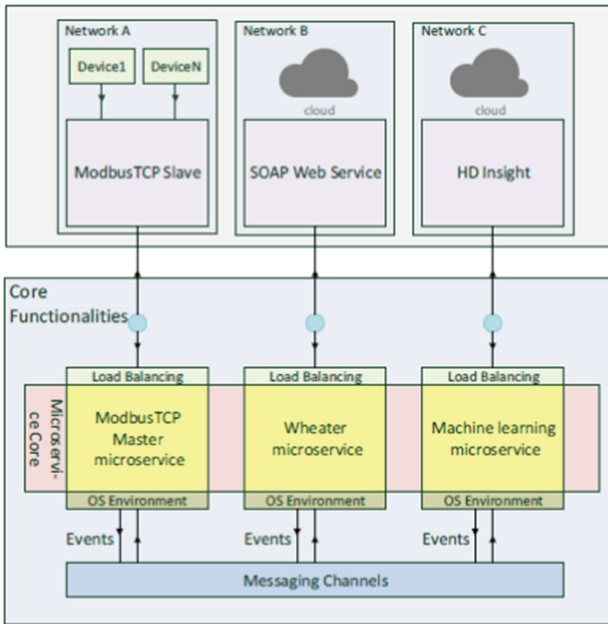 Network A
Network B
Network C
Device1
DeviceN
cloud
cloud
ModbusTCP Slave
SOAP Web Service
HD Insight
Core
Functionalities
Load Balancing
Load Balancing
Load Balancing
Microservi-
ce Core
ModbusTCP
Master
microservice
Wheater
microservice
Machine learning
microservice
OS Environment
OS Environment
OS Environment
Events
Events
Events
Messaging Channels